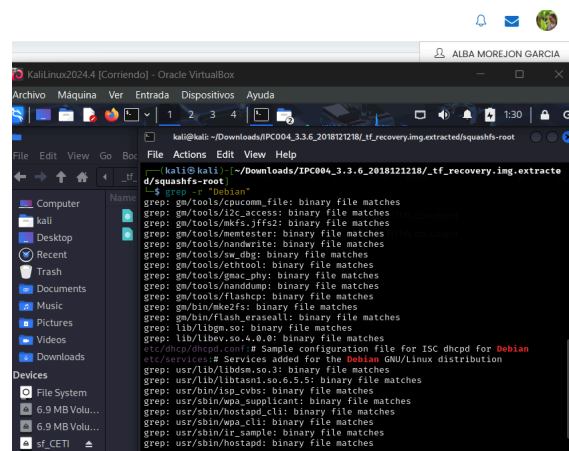 ALBA MOREJON GARCIA
KaliLinux2024.4 [Corriendo] - Oracle VirtualBox
Archivo Máquina Ver Entrada Dispositivos Ayuda
1 2 3 4 1:30
kali@kali: ~/Downloads/IPC004_3.3.6_2018121218/_tf_recovery.img.extracted/squashfs-root
File Edit View Go
File Actions Edit View Help
(kali㉿kali)-[~/Downloads/IPC004_3.3.6_2018121218/_tf_recovery.img.extracte
d/squashfs-root]
$ grep -r "Debian"
grep: gm/tools/cpucomm_file: binary file matches
grep: gm/tools/i2c_access: binary file matches
grep: gm/tools/mkfs.jffs2: binary file matches
grep: gm/tools/memtester: binary file matches
grep: gm/tools/nandwrite: binary file matches
grep: gm/tools/sw_dbg: binary file matches
grep: gm/tools/ethtool: binary file matches
grep: gm/tools/gmac_phy: binary file matches
grep: gm/tools/nanddump: binary file matches
grep: gm/tools/flashcp: binary file matches
grep: gm/bin/mke2fs: binary file matches
grep: gm/bin/flash_eraseall: binary file matches
grep: lib/libgm.so: binary file matches
grep: lib/libev.so.4.0.0: binary file matches
etc/dhcp/dhcpd.conf:# Sample configuration file for ISC dhcpd for Debian
etc/services:# Services added for the Debian GNU/Linux distribution
grep: usr/lib/libdsm.so.3: binary file matches
grep: usr/lib/libtasn1.so.6.5.5: binary file matches
grep: usr/sbin/isp_cvbs: binary file matches
grep: usr/sbin/wpa_supplicant: binary file matches
grep: usr/sbin/hostapd_cli: binary file matches
grep: usr/sbin/wpa_cli: binary file matches
grep: usr/sbin/ir_sample: binary file matches
grep: usr/sbin/hostapd: binary file matches
_tf_
Name
Computer
kali
Desktop
Recent
Trash
Documents
Music
Pictures
Videos
Downloads
Devices
File System
6.9 MB Volu...
6.9 MB Volu...
sf_CETI